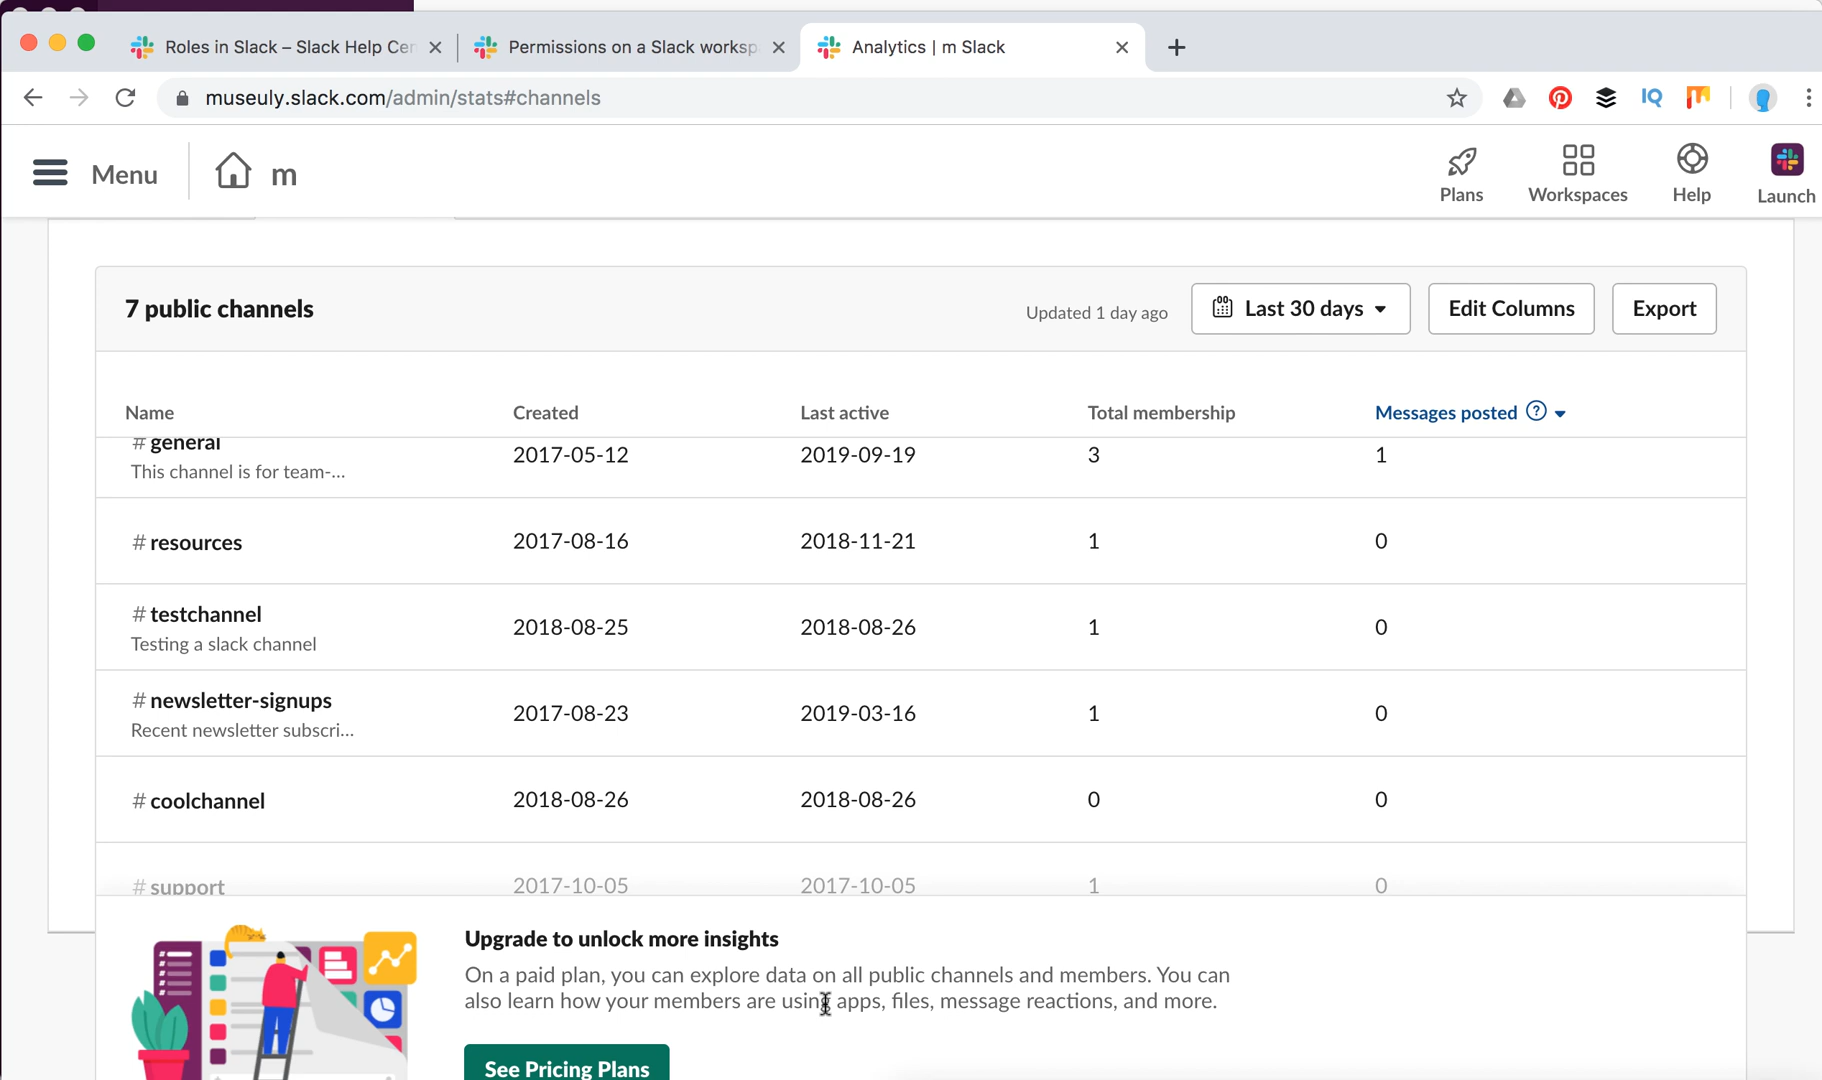 Roles in Slack – Slack Help Cen
Permissions on a Slack worksp
Analytics | m Slack
museuly.slack.com/admin/stats#channels
IQ
Menu
m
Plans
Workspaces
Help
Launch
7 public channels
Updated 1 day ago
Last 30 days
Edit Columns
Export
Name Created Last active Total membership Messages posted ?
# general 2017-05-12 2019-09-19 3 1
This channel is for team-...
# resources 2017-08-16 2018-11-21 1 0
# testchannel 2018-08-25 2018-08-26 1 0
Testing a slack channel
# newsletter-signups 2017-08-23 2019-03-16 1 0
Recent newsletter subscri...
# coolchannel 2018-08-26 2018-08-26 0 0
# support 2017-10-05 2017-10-05 1 0
Upgrade to unlock more insights
On a paid plan, you can explore data on all public channels and members. You can
also learn how your members are using apps, files, message reactions, and more.
See Pricing Plans